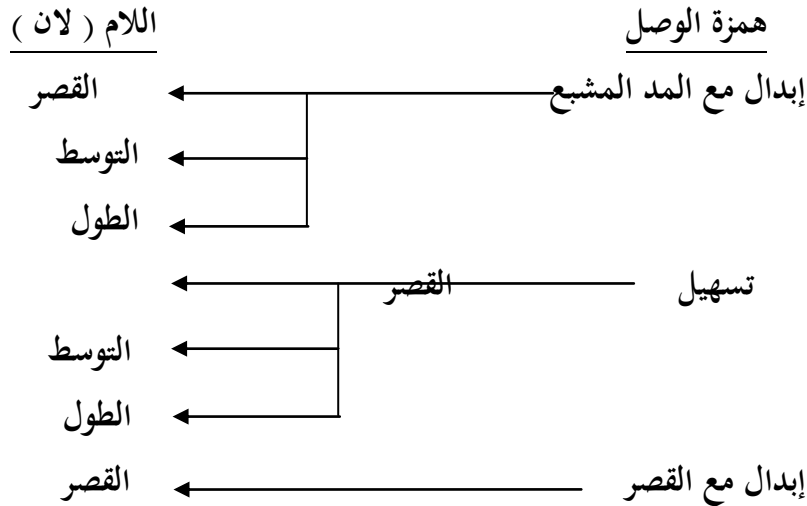 همزة الوصل اللام ( لان )
إبدال مع المد المشبع القصر
التوسط
الطول
تسهيل القصر
التوسط
الطول
إبدال مع القصر القصر